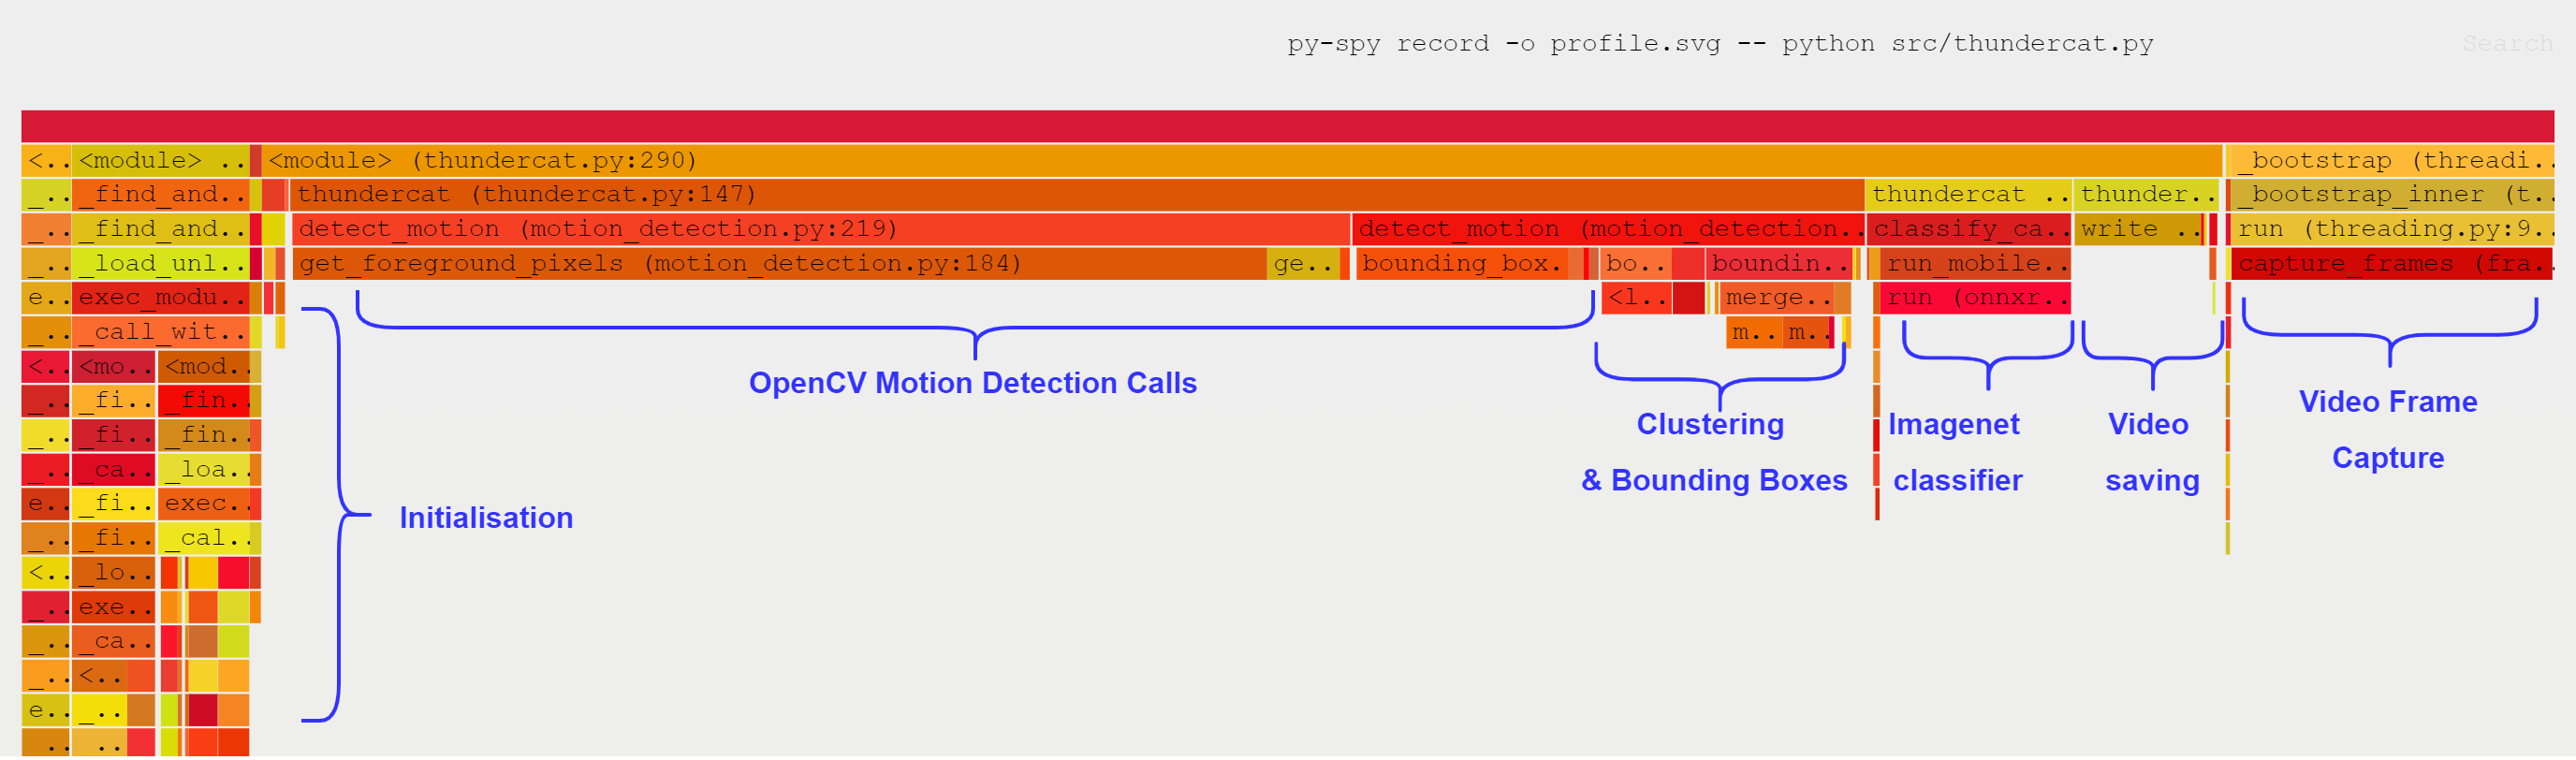 py-spy record -o profile.svg -- python src/thundercat.py Search
<.. <module> .. <module> (thundercat.py:290) _bootstrap (threadi..
_.. _find_and.. thundercat (thundercat.py:147) thundercat .. thunder.. _bootstrap_inner (t..
_.. _find_and.. detect_motion (motion_detection.py:219) detect_motion (motion_detection.. classify_ca.. write .. run (threading.py:9..
_.. _load_unl.. get_foreground_pixels (motion_detection.py:184) ge.. bounding_box. bo.. boundin.. run_mobile.. capture_frames (fra..
e.. exec_modu.. <l.. merge.. run (onnxr..
_.. _call_wit.. m.. m..
<.. <mo.. <mod..
_.. _fi.. _fin..
_.. _fi.. _fin..
_.. _ca.. _loa..
e.. _fi.. exec..
_.. _fi.. _cal..
<.. _lo..
_.. exe..
_.. _ca..
_.. <..
e.. _..
.. ..
OpenCV Motion Detection Calls
Clustering
& Bounding Boxes
Imagenet
classifier
Video
saving
Video Frame
Capture
Initialisation